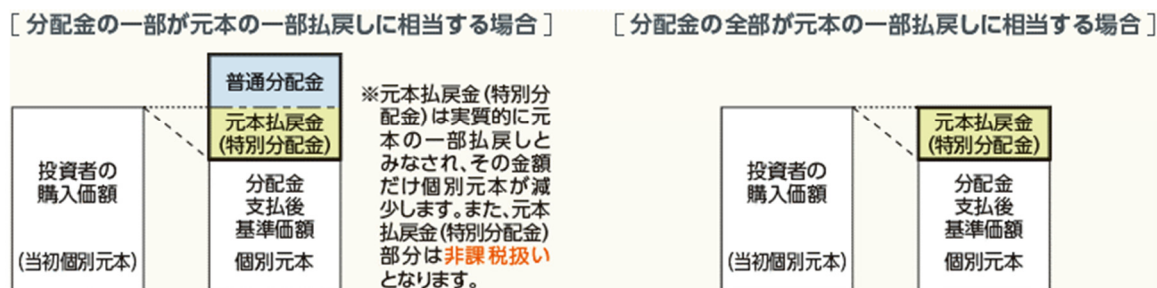 [分配金の一部が元本の一部払戻しに相当する場合]
普通分配金
元本払戻金
(特別分配金)
投資者の
購入価額
(当初個別元本)
分配金
支払後
基準価額
個別元本
※元本払戻金(特別分
配金)は実質的に元
本の一部払戻しと
みなされ、その金額
だけ個別元本が減
少します。また、元本
払戻金(特別分配金)
部分は非課税扱い
となります。
[分配金の全部が元本の一部払戻しに相当する場合]
元本払戻金
(特別分配金)
投資者の
購入価額
(当初個別元本)
分配金
支払後
基準価額
個別元本